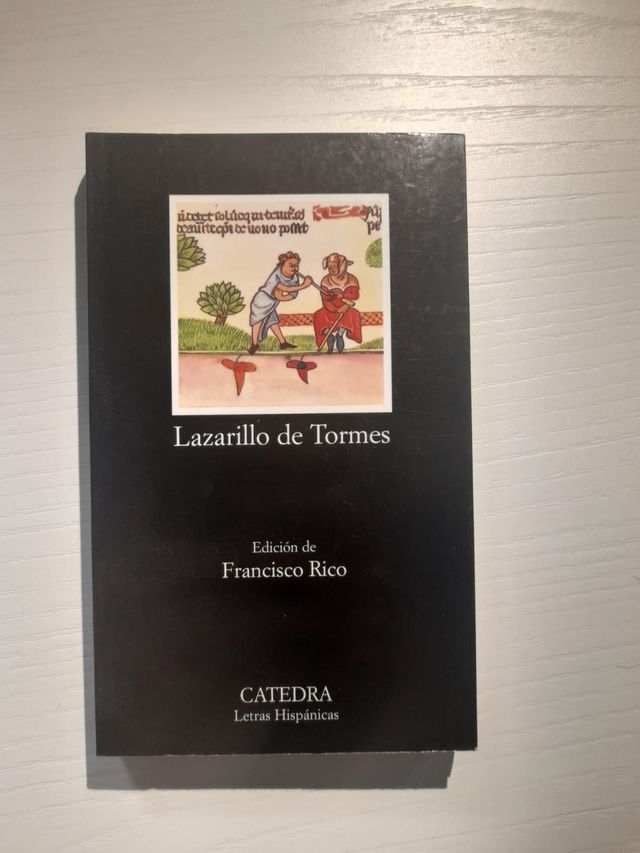 Lazarillo de Tormes
Edición de
Francisco Rico
CATEDRA
Letras Hispánicas